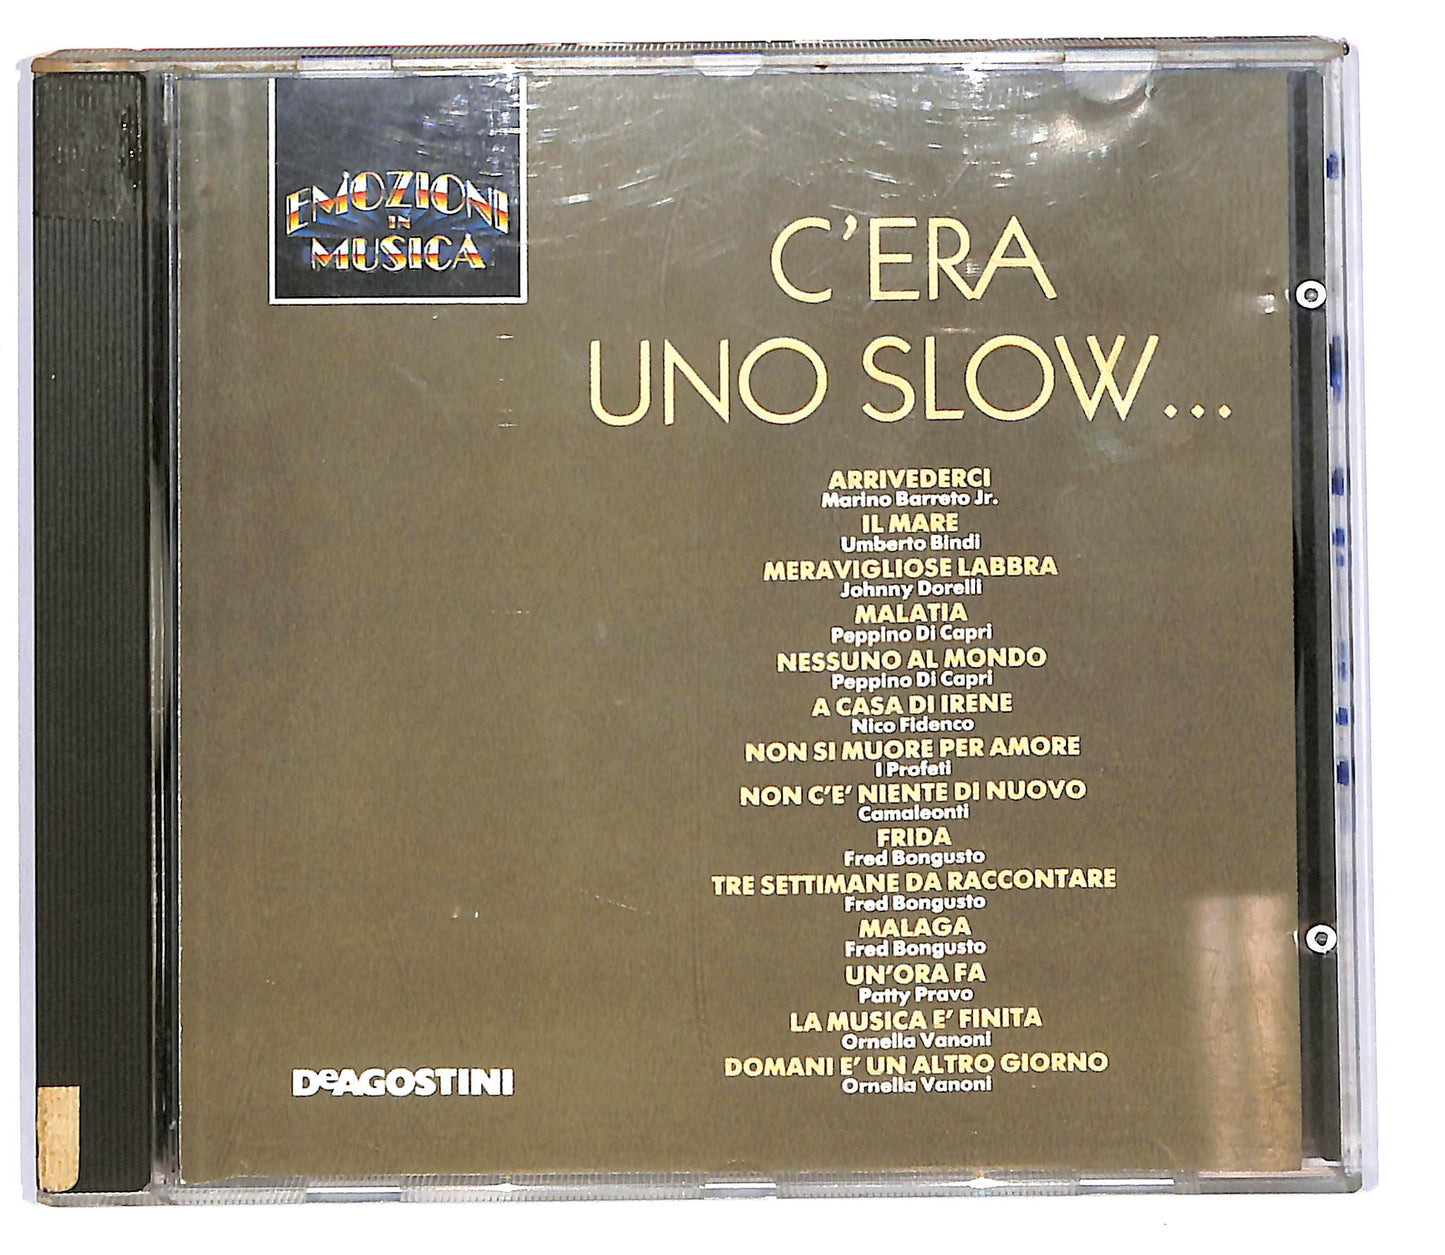 EMOZIONI
IN
MUSICA
C'ERA
UNO SLOW...
ARRIVEDERCI
Marino Barreto Jr.
IL MARE
Umberto Bindi
MERAVIGLIOSE LABBRA
Johnny Dorelli
MALATIA
Peppino Di Capri
NESSUNO AL MONDO
Peppino Di Capri
A CASA DI IRENE
Nico Fidenco
NON SI MUORE PER AMORE
I Profeti
NON C'E' NIENTE DI NUOVO
Camaleonti
FRIDA
Fred Bongusto
TRE SETTIMANE DA RACCONTARE
Fred Bongusto
MALAGA
Fred Bongusto
UN'ORA FA
Patty Pravo
LA MUSICA E' FINITA
Ornella Vanoni
DOMANI E' UN ALTRO GIORNO
Ornella Vanoni
DeAGOSTINI